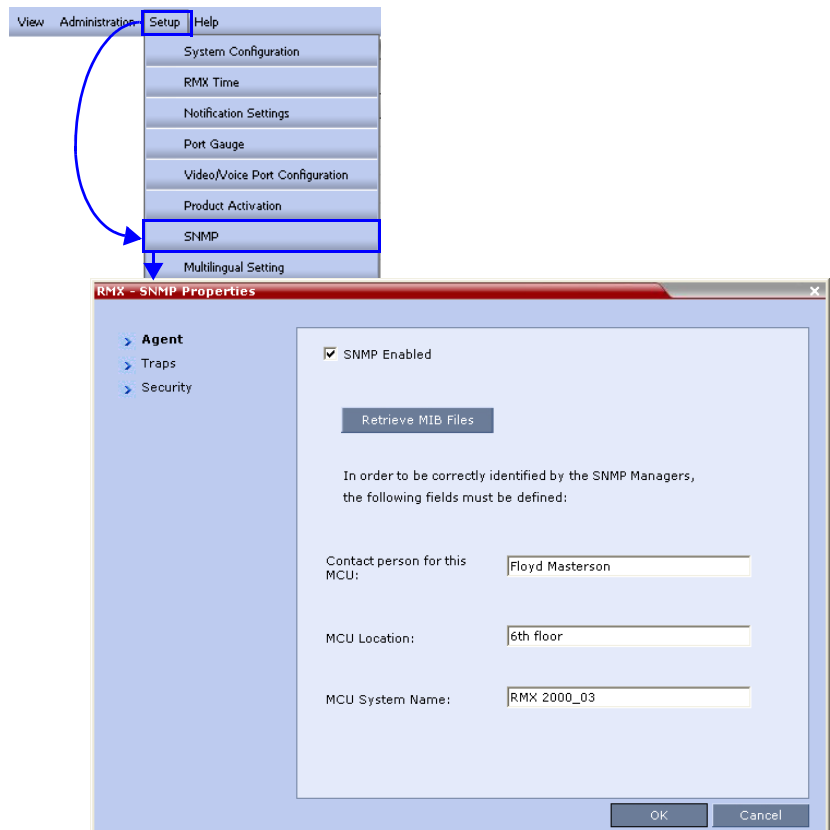 View Administration Setup Help
System Configuration
RMX Time
Notification Settings
Port Gauge
Video/Voice Port Configuration
Product Activation
SNMP
Multilingual Setting
RMX - SNMP Properties
Agent
Traps
Security
SNMP Enabled
Retrieve MIB Files
In order to be correctly identified by the SNMP Managers,
the following fields must be defined:
Contact person for this
MCU:
Floyd Masterson
MCU Location:
6th floor
MCU System Name:
RMX 2000_03
OK Cancel